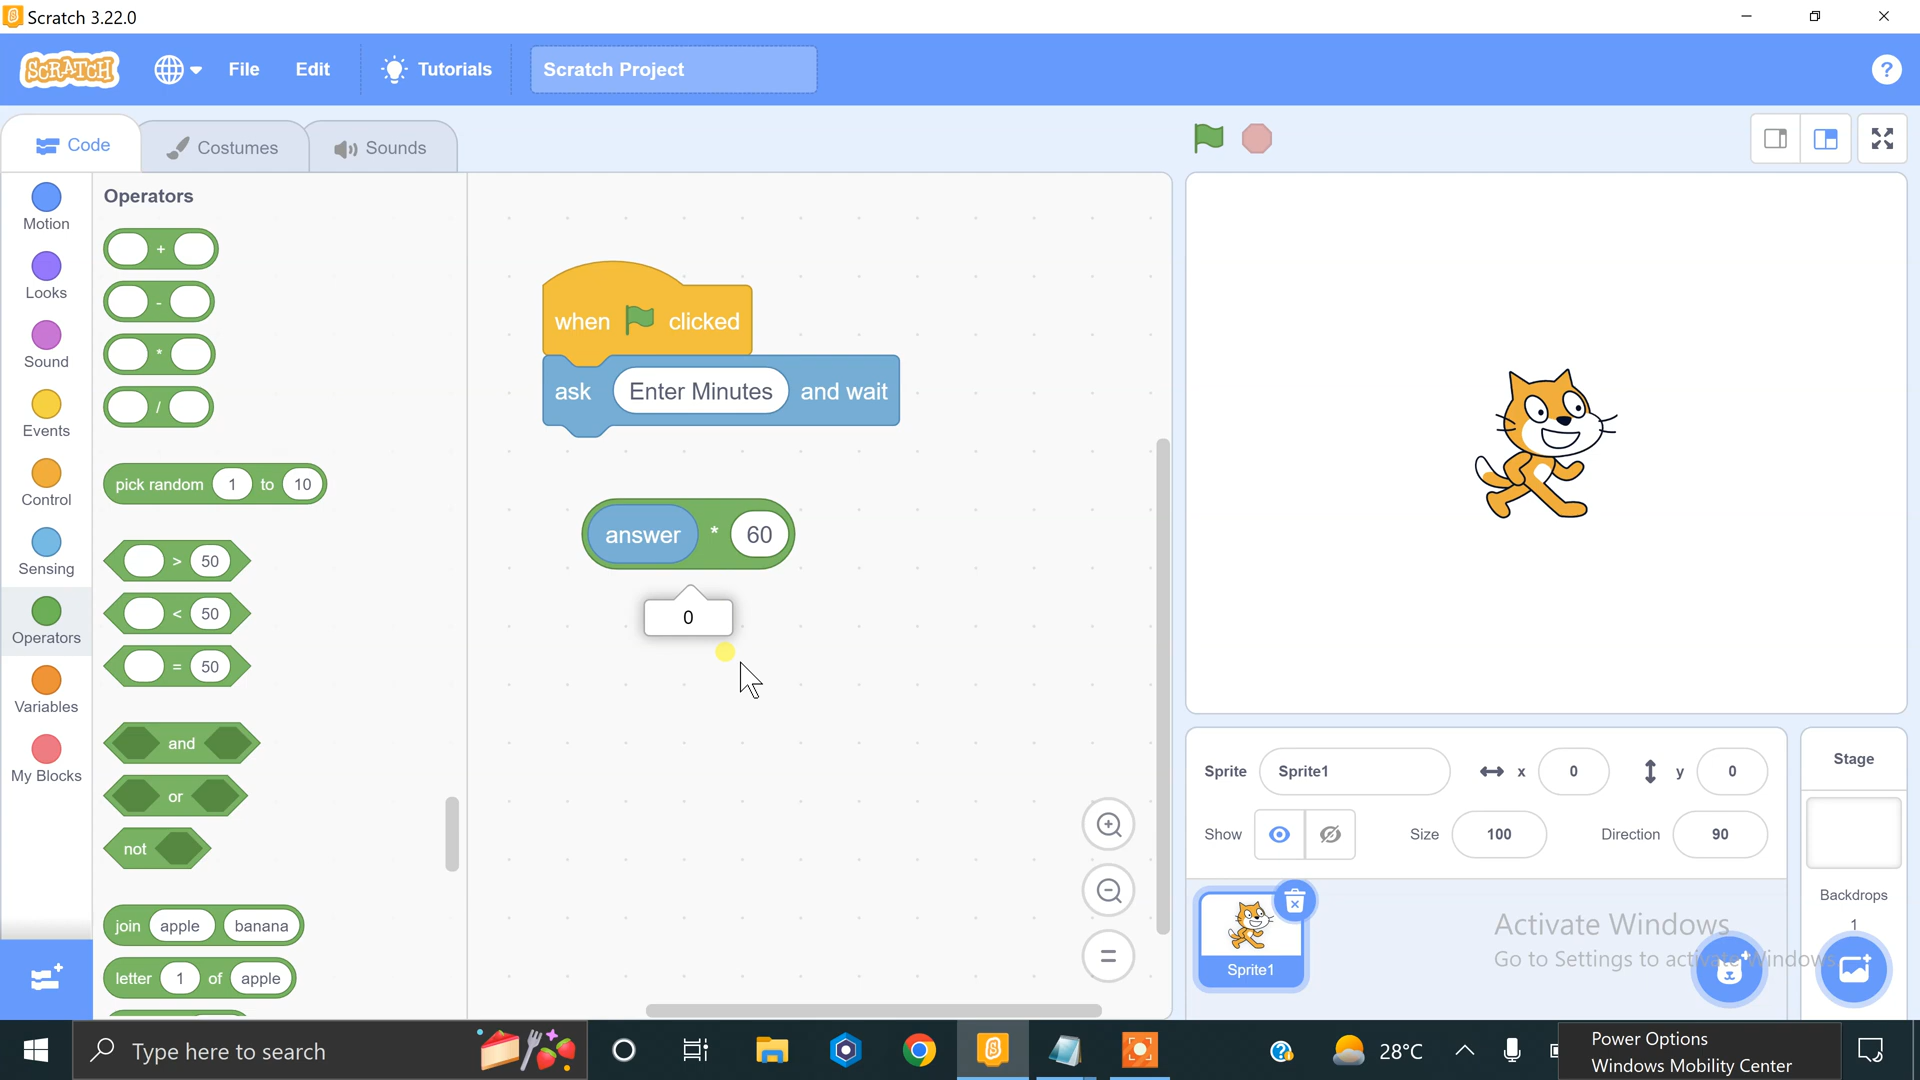 Scratch 3.22.0
SCRATCH
File
Edit
Tutorials
Scratch Project
?
Code
Costumes
Sounds
Motion
Looks
Sound
Events
Control
Sensing
Operators
Variables
My Blocks
Operators
+
-
*
/
pick random 1 to 10
> 50
< 50
= 50
and
or
not
join apple banana
letter 1 of apple
when clicked
ask Enter Minutes and wait
answer * 60
0
Sprite Sprite1 x 0 y 0
Show Size 100 Direction 90
Sprite1
Stage
Backdrops
1
Activate Windows
Go to Settings to activate Windows.
Type here to search
28°C
Power Options
Windows Mobility Center